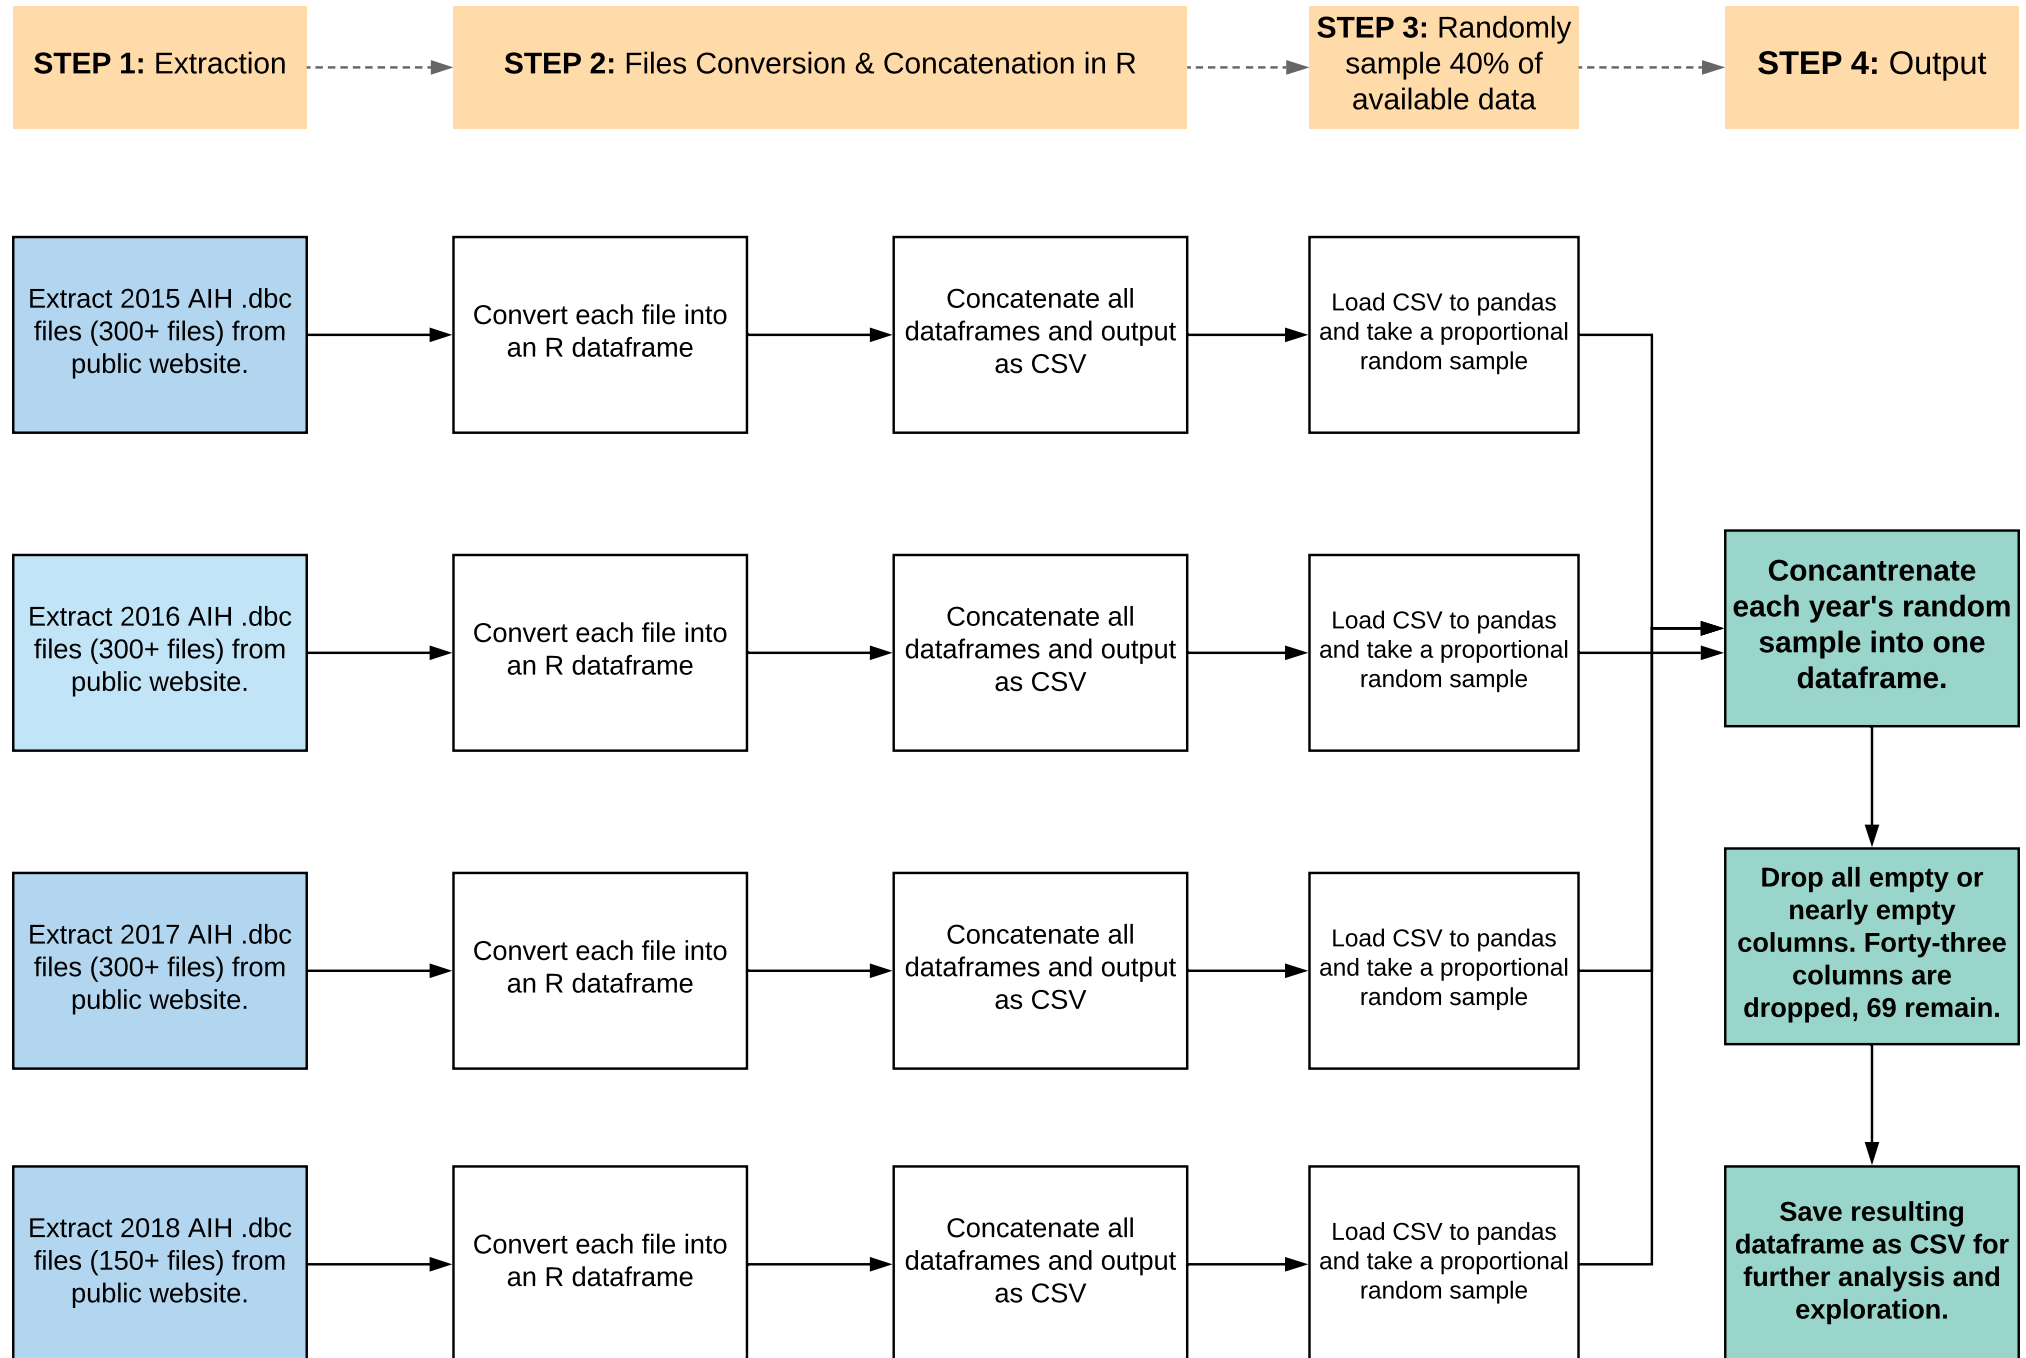 STEP 1: Extraction
STEP 2: Files Conversion & Concatenation in R
STEP 3: Randomly
sample 40% of
available data
STEP 4: Output
Extract 2015 AIH .dbc
files (300+ files) from
public website.
Convert each file into
an R dataframe
Concatenate all
dataframes and output
as CSV
Load CSV to pandas
and take a proportional
random sample
Extract 2016 AIH .dbc
files (300+ files) from
public website.
Convert each file into
an R dataframe
Concatenate all
dataframes and output
as CSV
Load CSV to pandas
and take a proportional
random sample
Concantrenate
each year's random
sample into one
dataframe.
Extract 2017 AIH .dbc
files (300+ files) from
public website.
Convert each file into
an R dataframe
Concatenate all
dataframes and output
as CSV
Load CSV to pandas
and take a proportional
random sample
Drop all empty or
nearly empty
columns. Forty-three
columns are
dropped, 69 remain.
Extract 2018 AIH .dbc
files (150+ files) from
public website.
Convert each file into
an R dataframe
Concatenate all
dataframes and output
as CSV
Load CSV to pandas
and take a proportional
random sample
Save resulting
dataframe as CSV for
further analysis and
exploration.